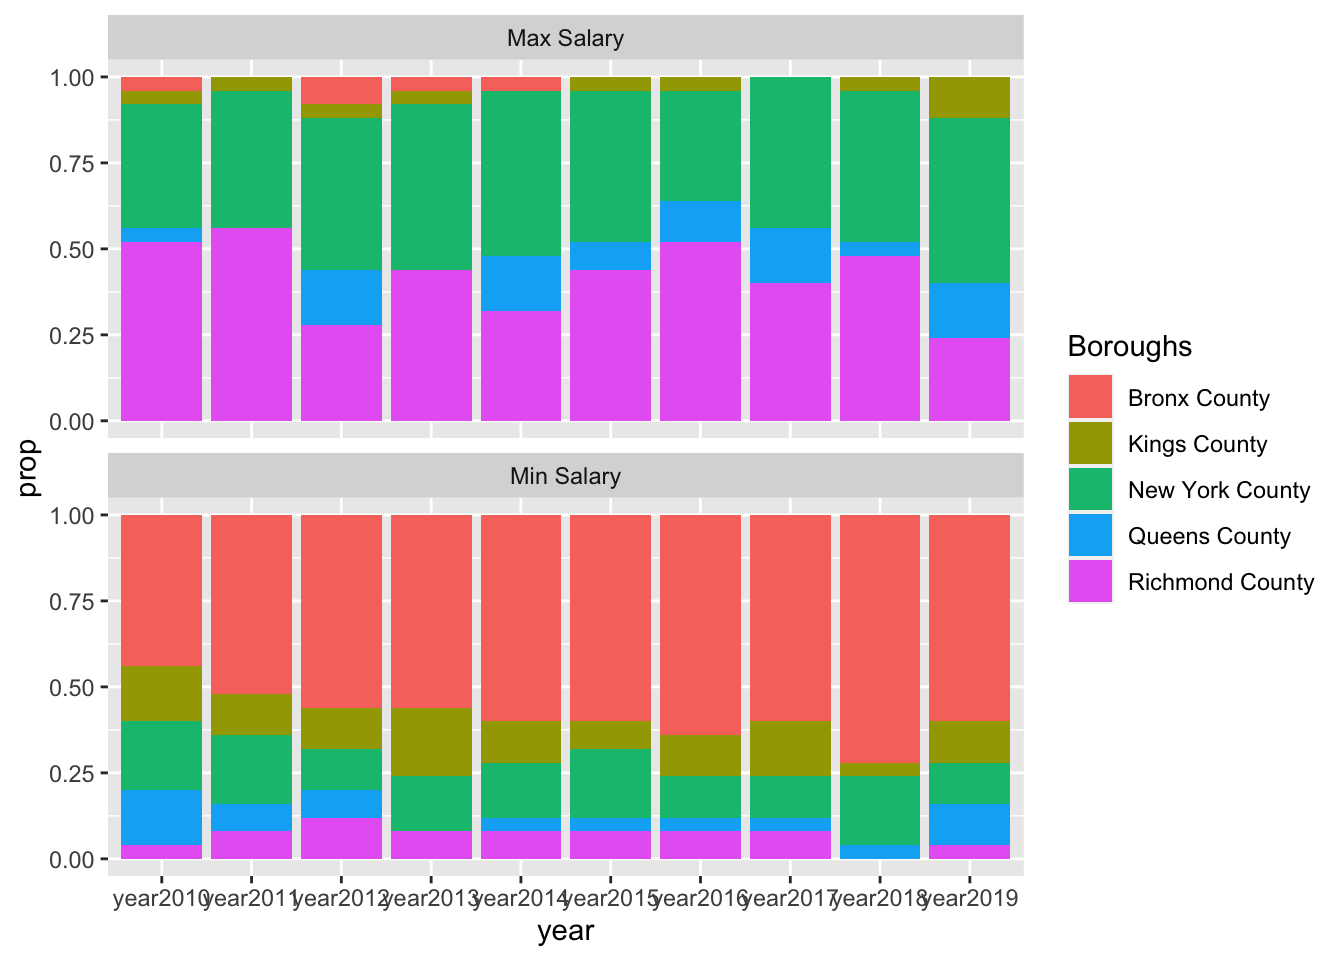 Max Salary
1.00
0.75
0.50
0.25
0.00
Min Salary
1.00
0.75
0.50
0.25
0.00
prop
year2010 year2011 year2012 year2013 year2014 year2015 year2016 year2017 year2018 year2019
year
Boroughs
Bronx County
Kings County
New York County
Queens County
Richmond County